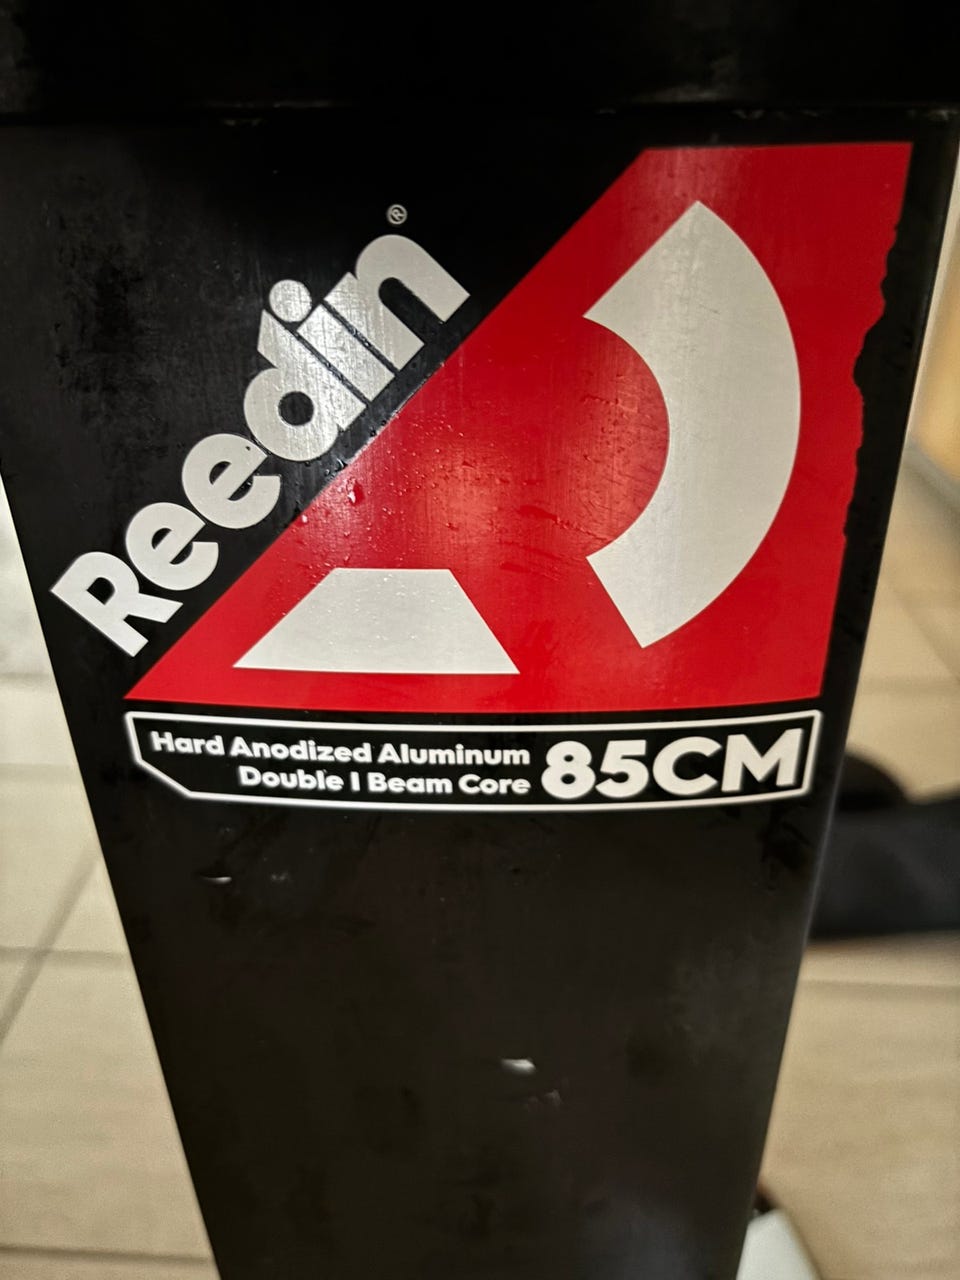 Reedin®
Hard Anodized Aluminum
Double I Beam Core
85CM